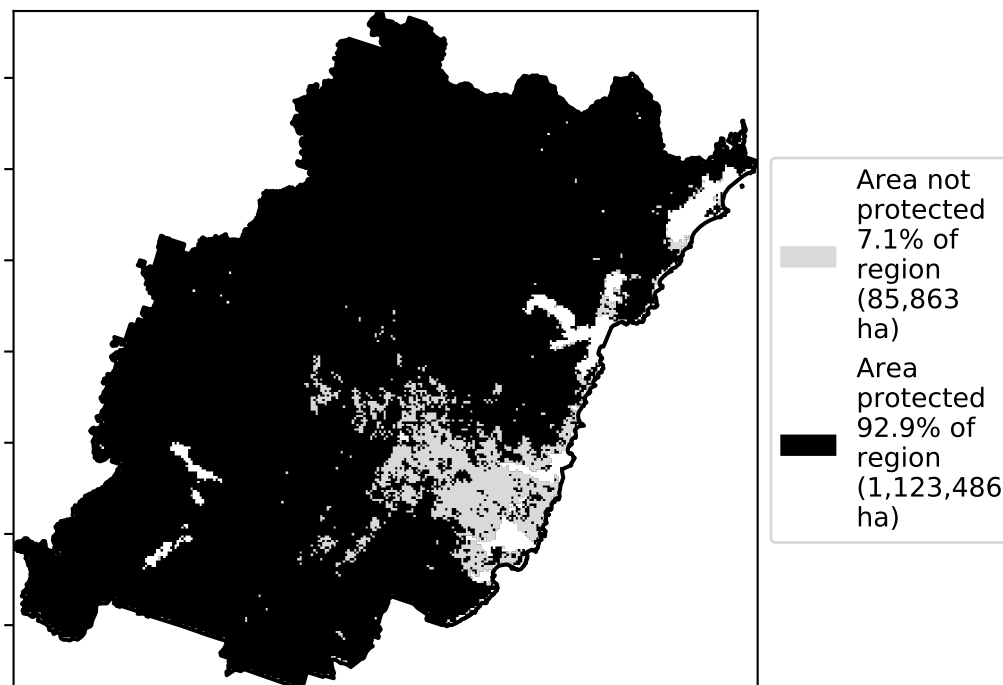 Area not
protected
7.1% of
region
(85,863
ha)
Area
protected
92.9% of
region
(1,123,486
ha)